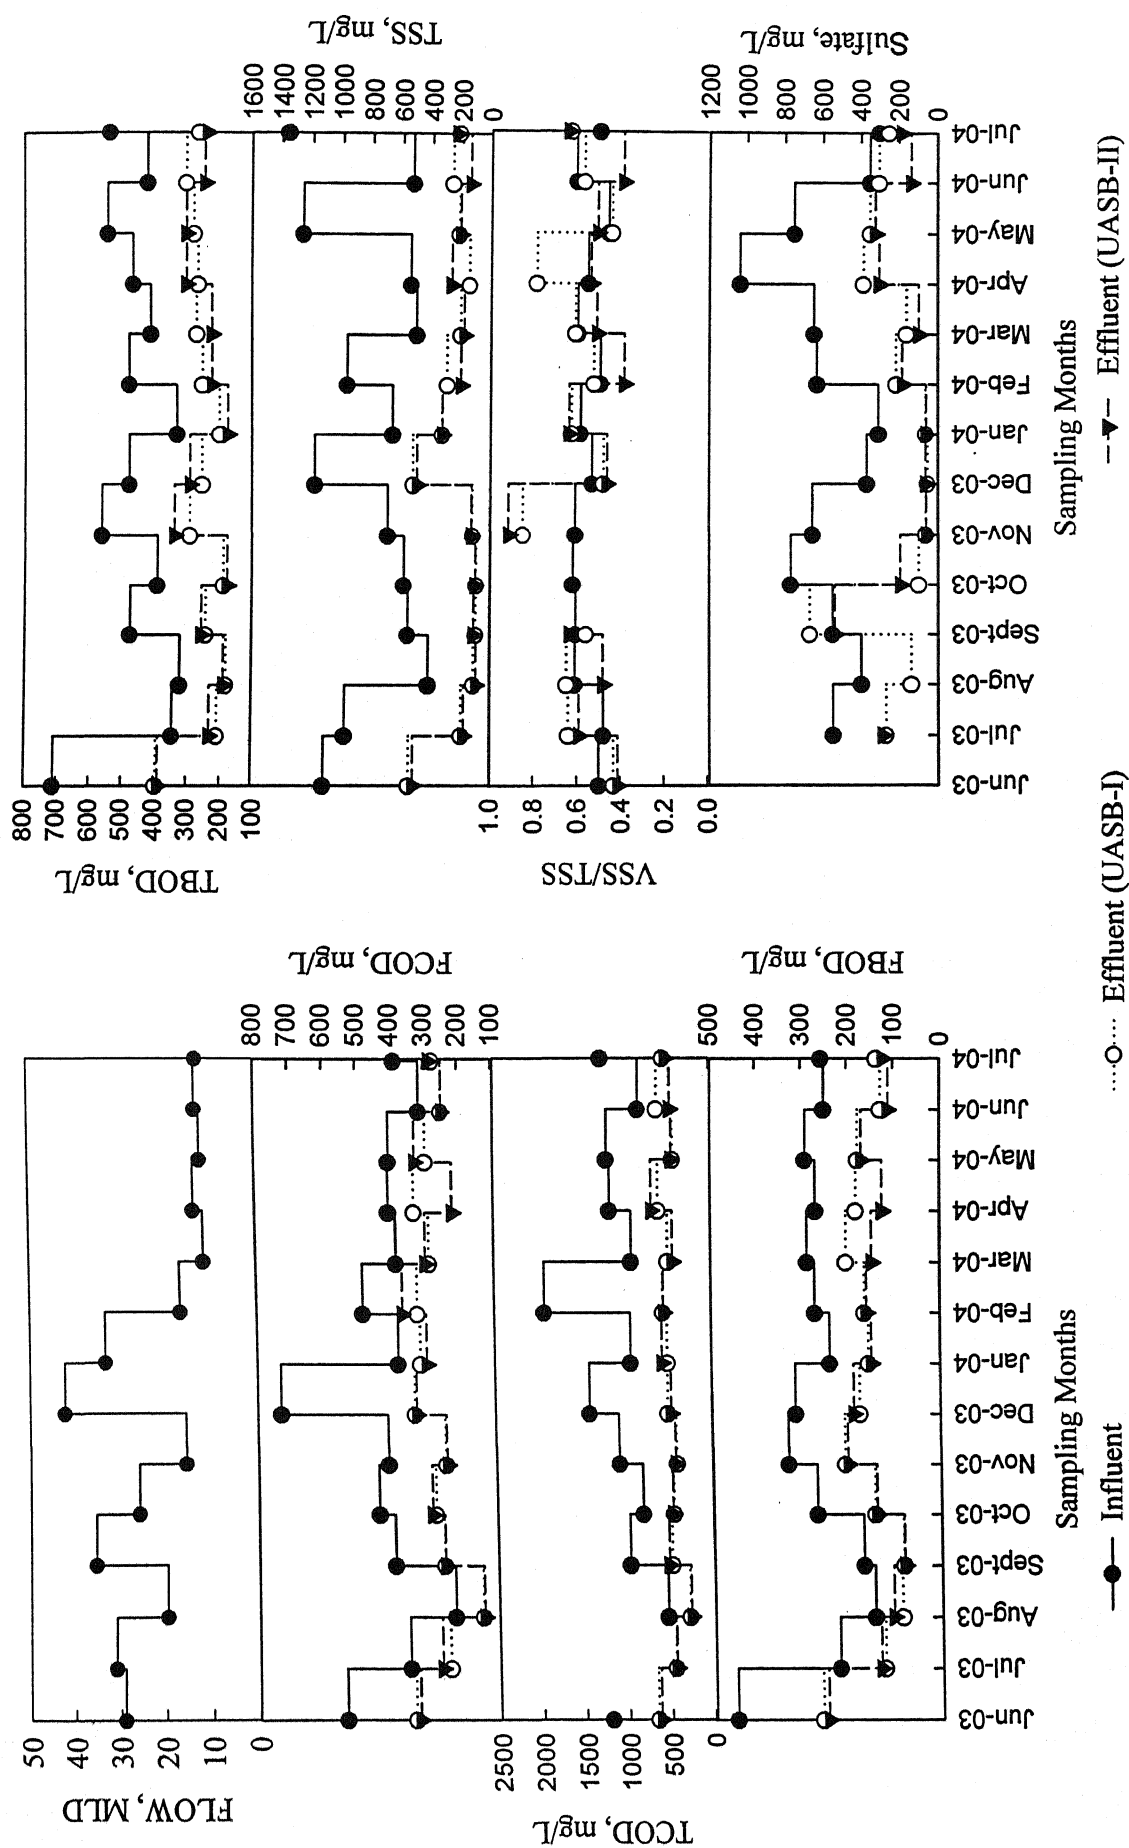 FLOW, MLD
50
40
30
20
10
0
FCOD, mg/L
800
700
600
500
400
300
200
100
TCOD, mg/L
2500
2000
1500
1000
500
0
FBOD, mg/L
500
400
300
200
100
0
Jun-03
Jul-03
Aug-03
Sept-03
Oct-03
Nov-03
Dec-03
Jan-04
Feb-04
Mar-04
Apr-04
May-04
Jun-04
Jul-04
Sampling Months
TBOD, mg/L
800
700
600
500
400
300
200
100
TSS, mg/L
1600
1400
1200
1000
800
600
400
200
0
VSS/TSS
1.0
0.8
0.6
0.4
0.2
0.0
Sulfate, mg/L
1200
1000
800
600
400
200
0
Jun-03
Jul-03
Aug-03
Sept-03
Oct-03
Nov-03
Dec-03
Jan-04
Feb-04
Mar-04
Apr-04
May-04
Jun-04
Jul-04
Sampling Months
Influent
Effluent (UASB-I)
Effluent (UASB-II)